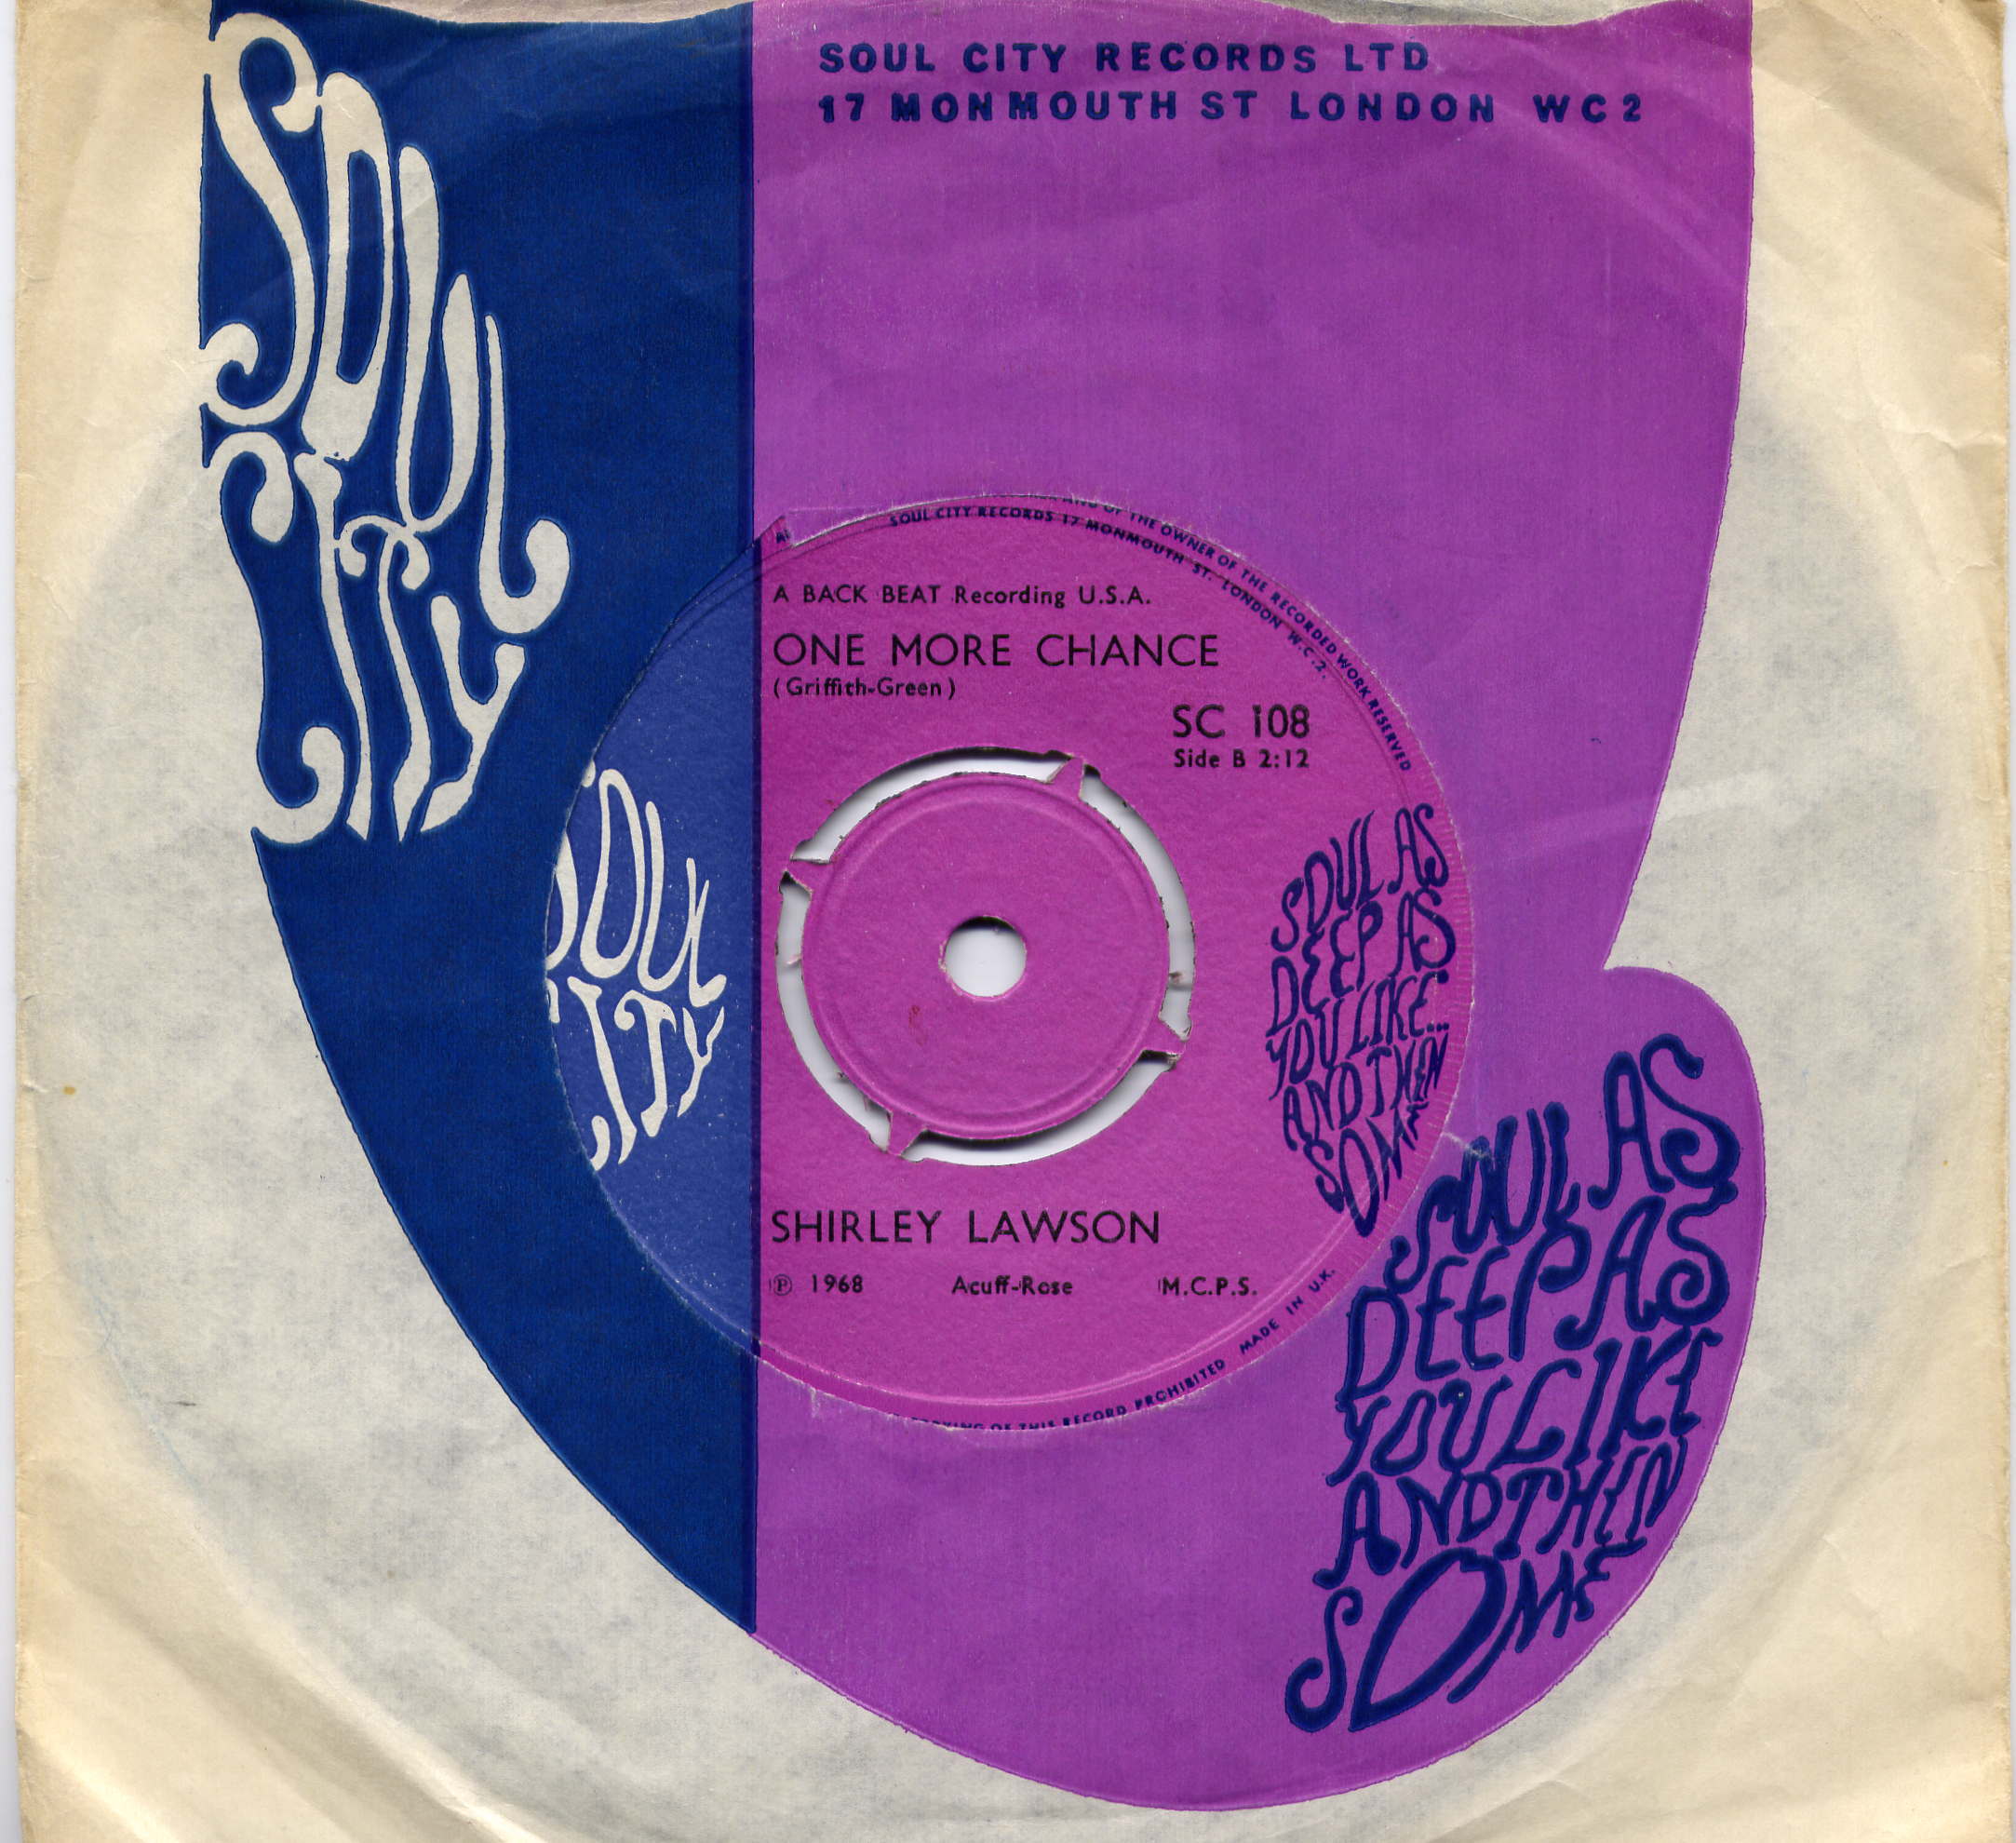 SOUL CITY
SOUL CITY RECORDS LTD
17 MONMOUTH ST LONDON WC2
OF THE OWNER OF THE RECORDED WORK RESERVED
SOUL CITY RECORDS 17 MONMOUTH ST. LONDON W.C.2.
A BACK BEAT Recording U.S.A.
ONE MORE CHANCE
(Griffith-Green)
SC 108
Side B 2:12
SOUL
CITY
SOUL AS
DEEP AS
YOU LIKE...
AND THEN
SOME
SHIRLEY LAWSON
℗ 1968 Acuff-Rose M.C.P.S.
OF THIS RECORD PROHIBITED MADE IN U.K.
SOUL AS
DEEP AS
YOU LIKE
AND THEN
SOME